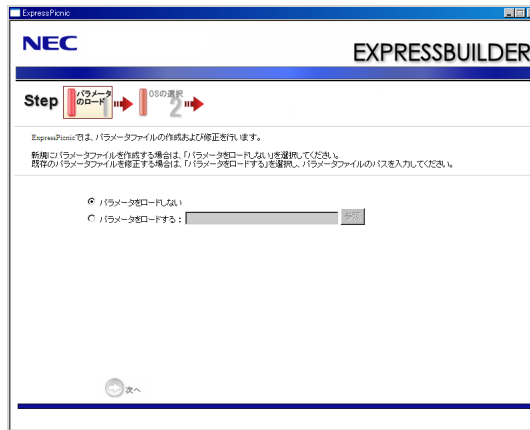 ExpressPicnic
NEC
EXPRESSBUILDER
Step パラメータのロード 1 OSの選択 2
ExpressPicnicでは、パラメータファイルの作成および修正を行います。
新規にパラメータファイルを作成する場合は、「パラメータをロードしない」を選択してください。
既存のパラメータファイルを修正する場合は、「パラメータをロードする」を選択し、パラメータファイルのパスを入力してください。
パラメータをロードしない
パラメータをロードする：
参照
次へ